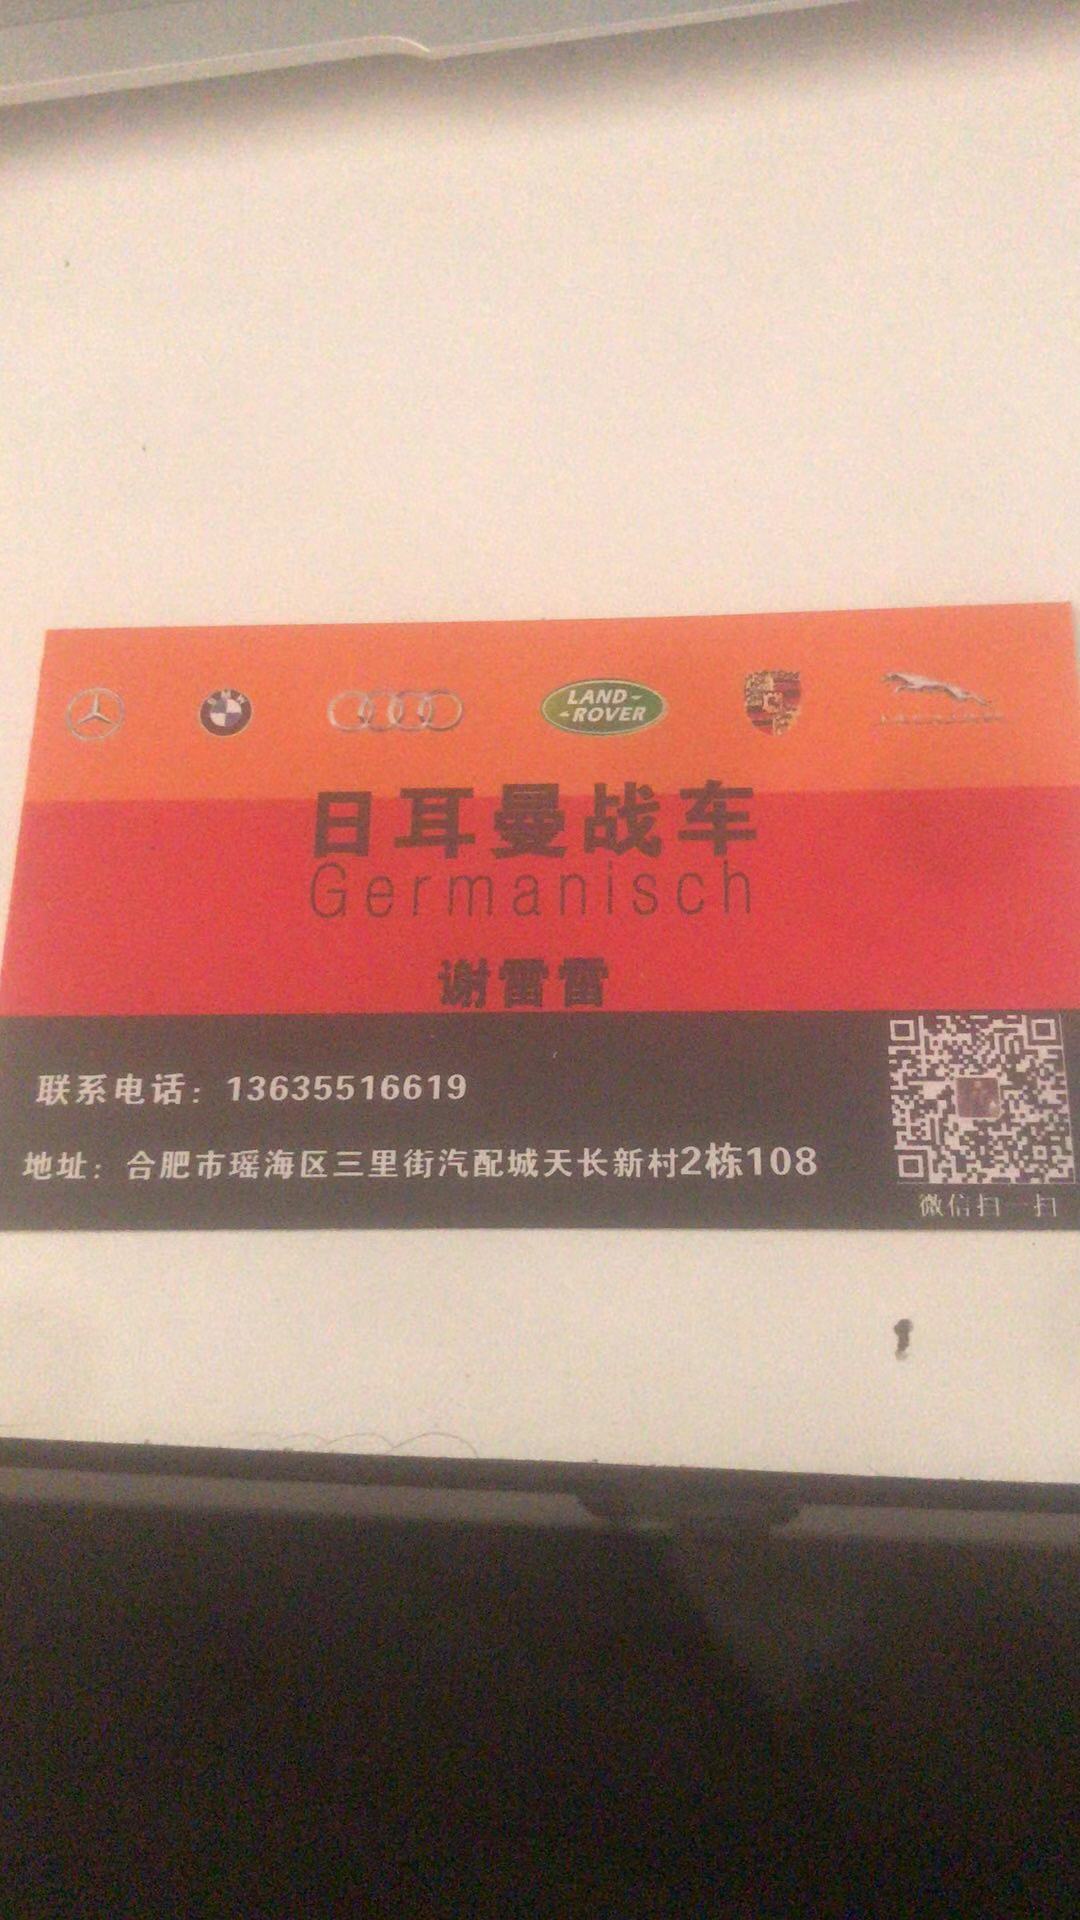 LAND-
-ROVER
日耳曼战车
Germanisch
谢雷雷
联系电话：13635516619
地址：合肥市瑶海区三里街汽配城天长新村2栋108
微信扫一扫